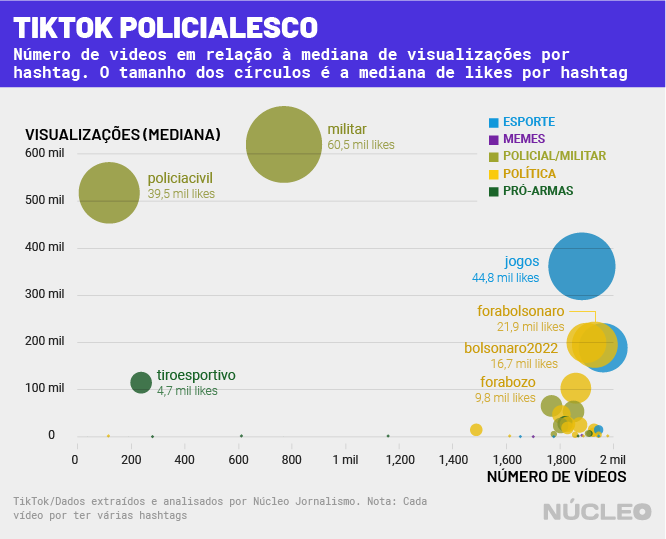 TIKTOK POLICIALESCO
Número de videos em relação à mediana de visualizações por
hashtag. O tamanho dos círculos é a mediana de likes por hashtag
VISUALIZAÇÕES (MEDIANA)
ESPORTE
MEMES
POLICIAL/MILITAR
POLÍTICA
PRÓ-ARMAS
600 mil
500 mil
400 mil
300 mil
200 mil
100 mil
0
militar
60,5 mil likes
policiacivil
39,5 mil likes
jogos
44,8 mil likes
forabolsonaro
21,9 mil likes
bolsonaro2022
16,7 mil likes
forabozo
9,8 mil likes
tiroesportivo
4,7 mil likes
0 200 400 600 800 1 mil 1,200 1,400 1,600 1,800 2 mil
NÚMERO DE VÍDEOS
TikTok/Dados extraídos e analisados por Núcleo Jornalismo. Nota: Cada
vídeo por ter várias hashtags
NÚCLEO